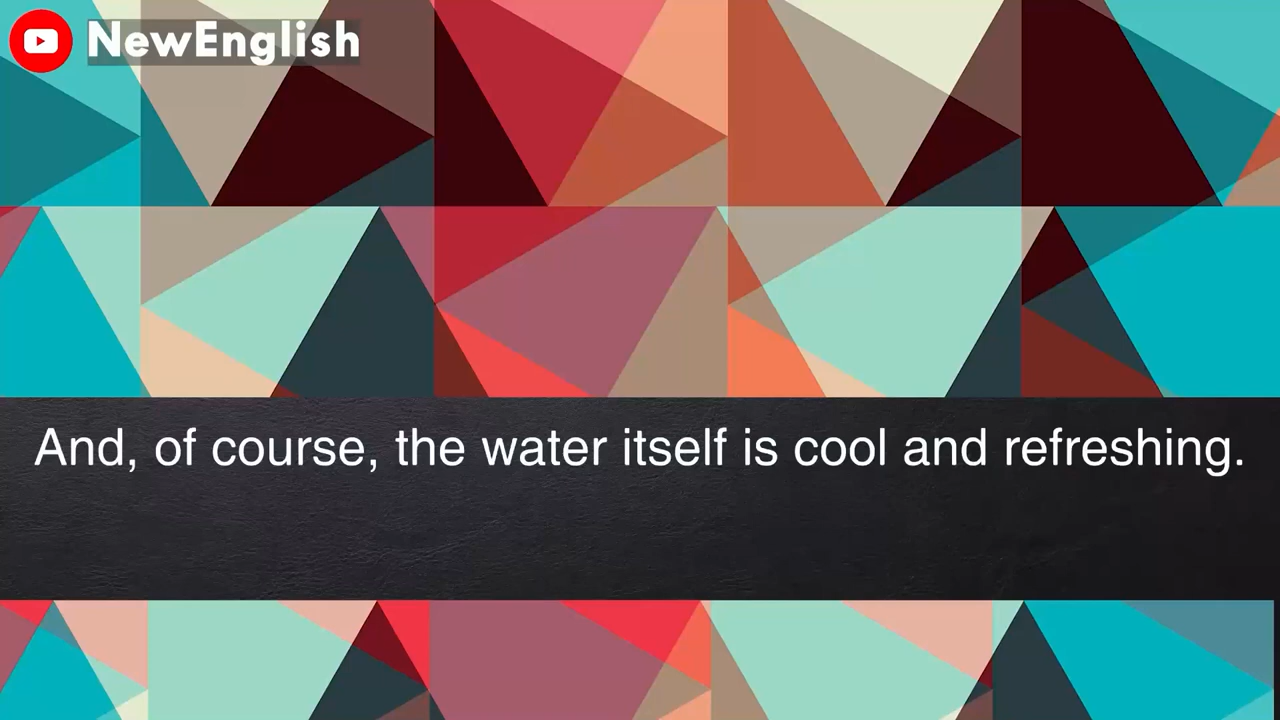 NewEnglish
And, of course, the water itself is cool and refreshing.